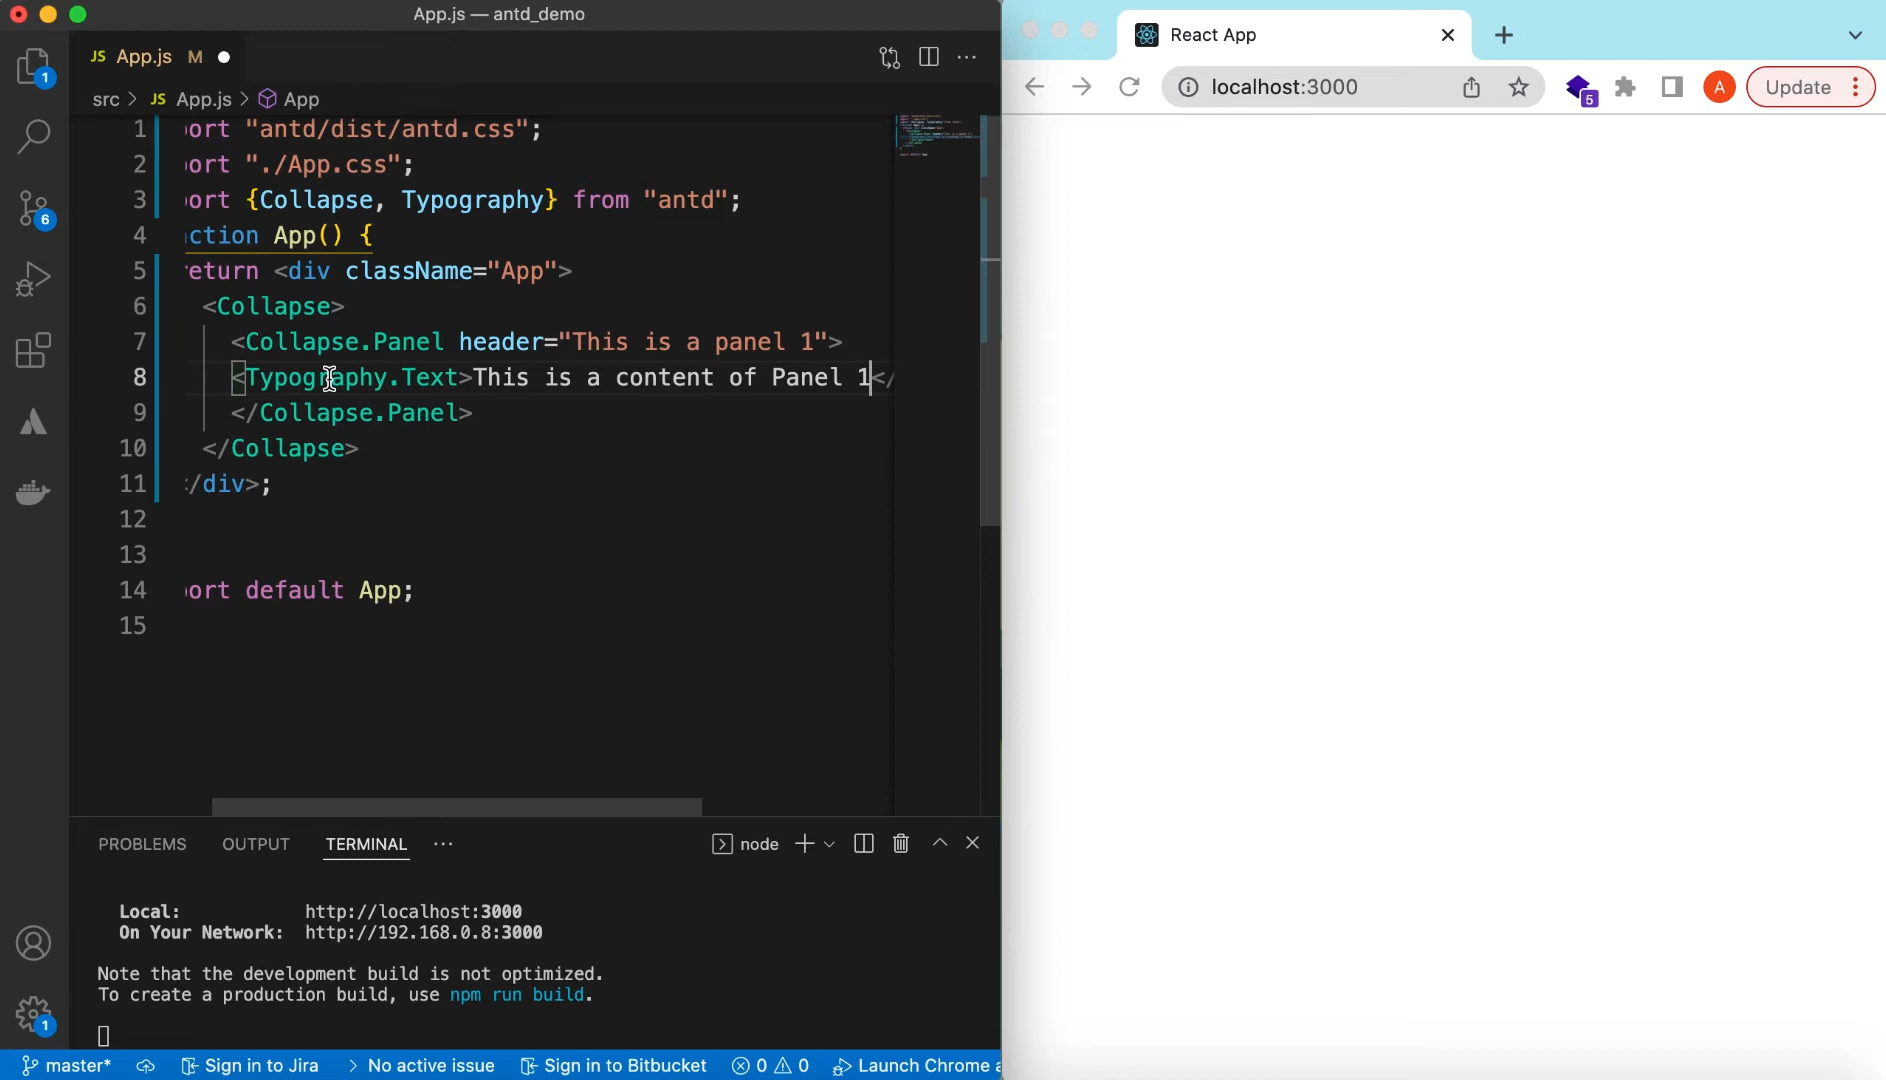 App.js — antd_demo
JS App.js M
src > JS App.js > App
1 ort "antd/dist/antd.css";
2 ort "./App.css";
3 ort {Collapse, Typography} from "antd";
4 ction App() {
5 return <div className="App">
6 <Collapse>
7 <Collapse.Panel header="This is a panel 1">
8 <Typography.Text>This is a content of Panel 1</
9 </Collapse.Panel>
10 </Collapse>
11 </div>;
12
13
14 ort default App;
15
PROBLEMS OUTPUT TERMINAL ··· node
Local: http://localhost:3000
On Your Network: http://192.168.0.8:3000
Note that the development build is not optimized.
To create a production build, use npm run build.
master* Sign in to Jira > No active issue Sign in to Bitbucket 0 0 Launch Chrome a
1
6
1
React App
localhost:3000
5
A
Update